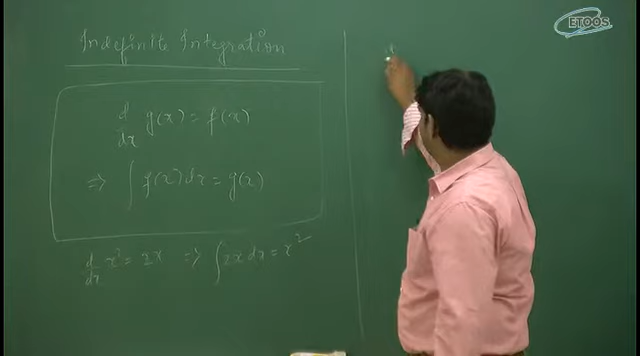 Indefinite Integration
d/dx g(x) = f(x)
⇒ ∫ f(x) dx = g(x)
d/dx x² = 2x ⇒ ∫ 2x dx = x²
ETOOS